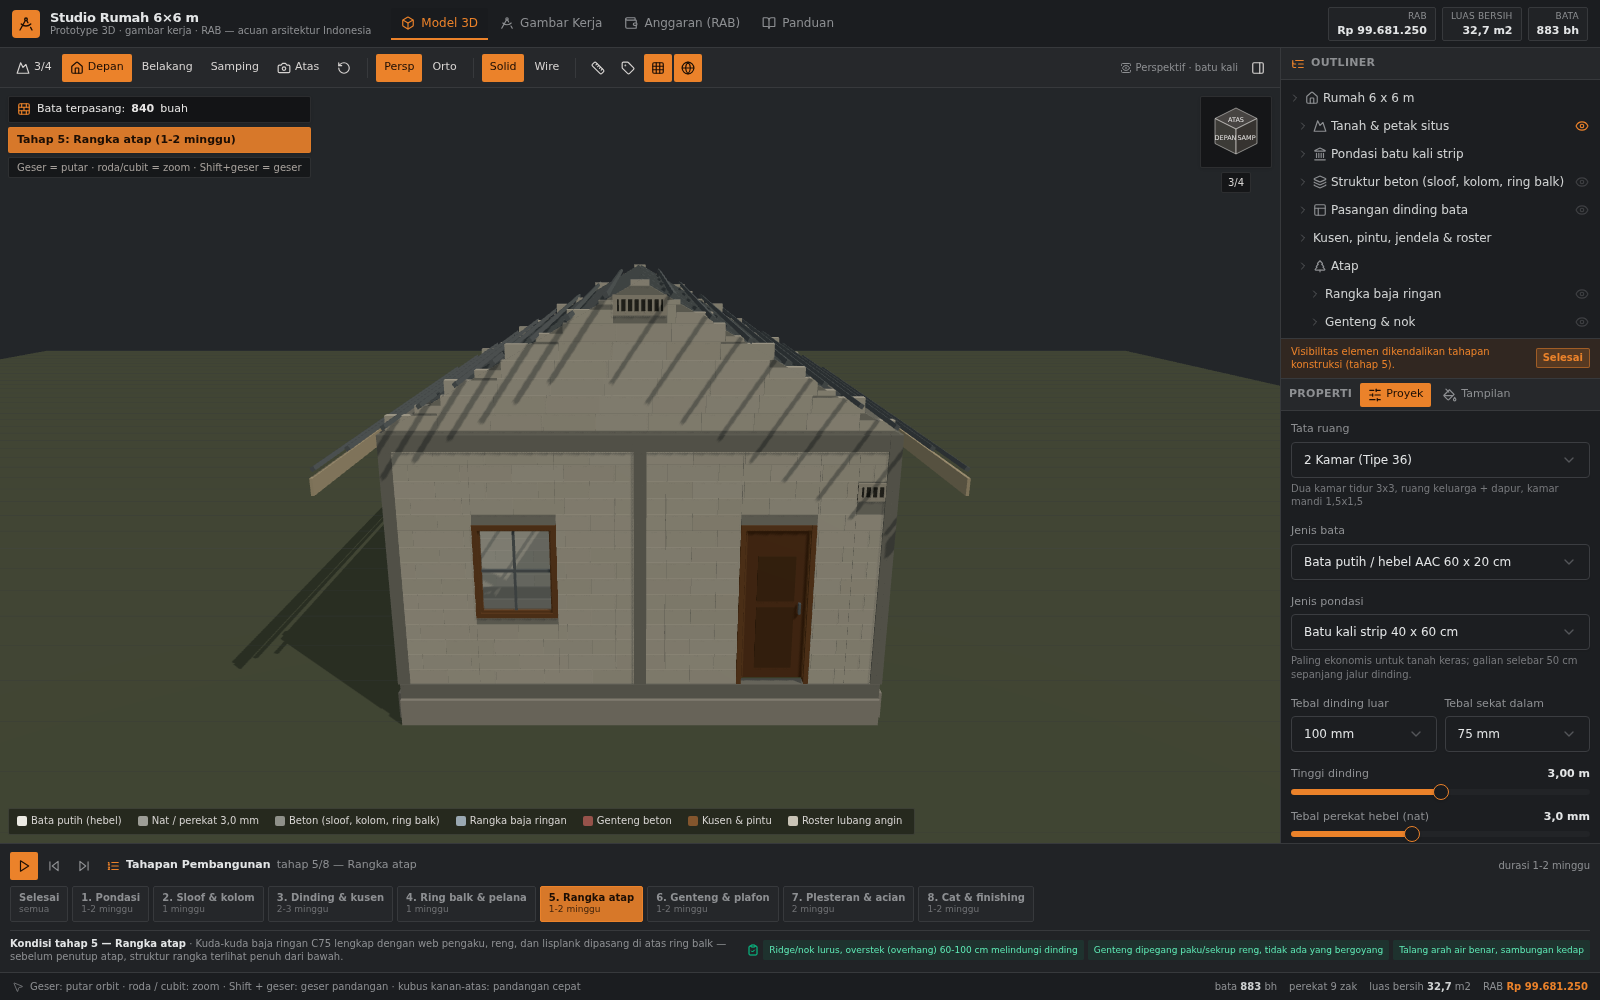 Studio Rumah 6×6 m
Prototype 3D · gambar kerja · RAB — acuan arsitektur Indonesia
Model 3D
Gambar Kerja
Anggaran (RAB)
Panduan
RAB
Rp 99.681.250
LUAS BERSIH
32,7 m2
BATA
883 bh
3/4
Depan
Belakang
Samping
Atas
Persp
Orto
Solid
Wire
Perspektif · batu kali
Bata terpasang: 840 buah
Tahap 5: Rangka atap (1-2 minggu)
Geser = putar · roda/cubit = zoom · Shift+geser = geser
ATAS
DEPAN
SAMP
3/4
OUTLINER
Rumah 6 x 6 m
Tanah & petak situs
Pondasi batu kali strip
Struktur beton (sloof, kolom, ring balk)
Pasangan dinding bata
Kusen, pintu, jendela & roster
Atap
Rangka baja ringan
Genteng & nok
Visibilitas elemen dikendalikan tahapan
konstruksi (tahap 5).
Selesai
PROPERTI
Proyek
Tampilan
Tata ruang
2 Kamar (Tipe 36)
Dua kamar tidur 3x3, ruang keluarga + dapur, kamar
mandi 1,5x1,5
Jenis bata
Bata putih / hebel AAC 60 x 20 cm
Jenis pondasi
Batu kali strip 40 x 60 cm
Paling ekonomis untuk tanah keras; galian selebar 50 cm
sepanjang jalur dinding.
Tebal dinding luar
Tebal sekat dalam
100 mm
75 mm
Tinggi dinding
3,00 m
Tebal perekat hebel (nat)
3,0 mm
Bata putih (hebel)
Nat / perekat 3,0 mm
Beton (sloof, kolom, ring balk)
Rangka baja ringan
Genteng beton
Kusen & pintu
Roster lubang angin
Tahapan Pembangunan tahap 5/8 — Rangka atap
durasi 1-2 minggu
Selesai
semua
1. Pondasi
1-2 minggu
2. Sloof & kolom
1 minggu
3. Dinding & kusen
2-3 minggu
4. Ring balk & pelana
1 minggu
5. Rangka atap
1-2 minggu
6. Genteng & plafon
1-2 minggu
7. Plesteran & acian
2 minggu
8. Cat & finishing
1-2 minggu
Kondisi tahap 5 — Rangka atap · Kuda-kuda baja ringan C75 lengkap dengan web pengaku, reng, dan lisplank dipasang di atas ring balk —
sebelum penutup atap, struktur rangka terlihat penuh dari bawah.
Ridge/nok lurus, overstek (overhang) 60-100 cm melindungi dinding
Genteng dipegang paku/sekrup reng, tidak ada yang bergoyang
Talang arah air benar, sambungan kedap
Geser: putar orbit · roda / cubit: zoom · Shift + geser: geser pandangan · kubus kanan-atas: pandangan cepat
bata 883 bh
perekat 9 zak
luas bersih 32,7 m2
RAB Rp 99.681.250